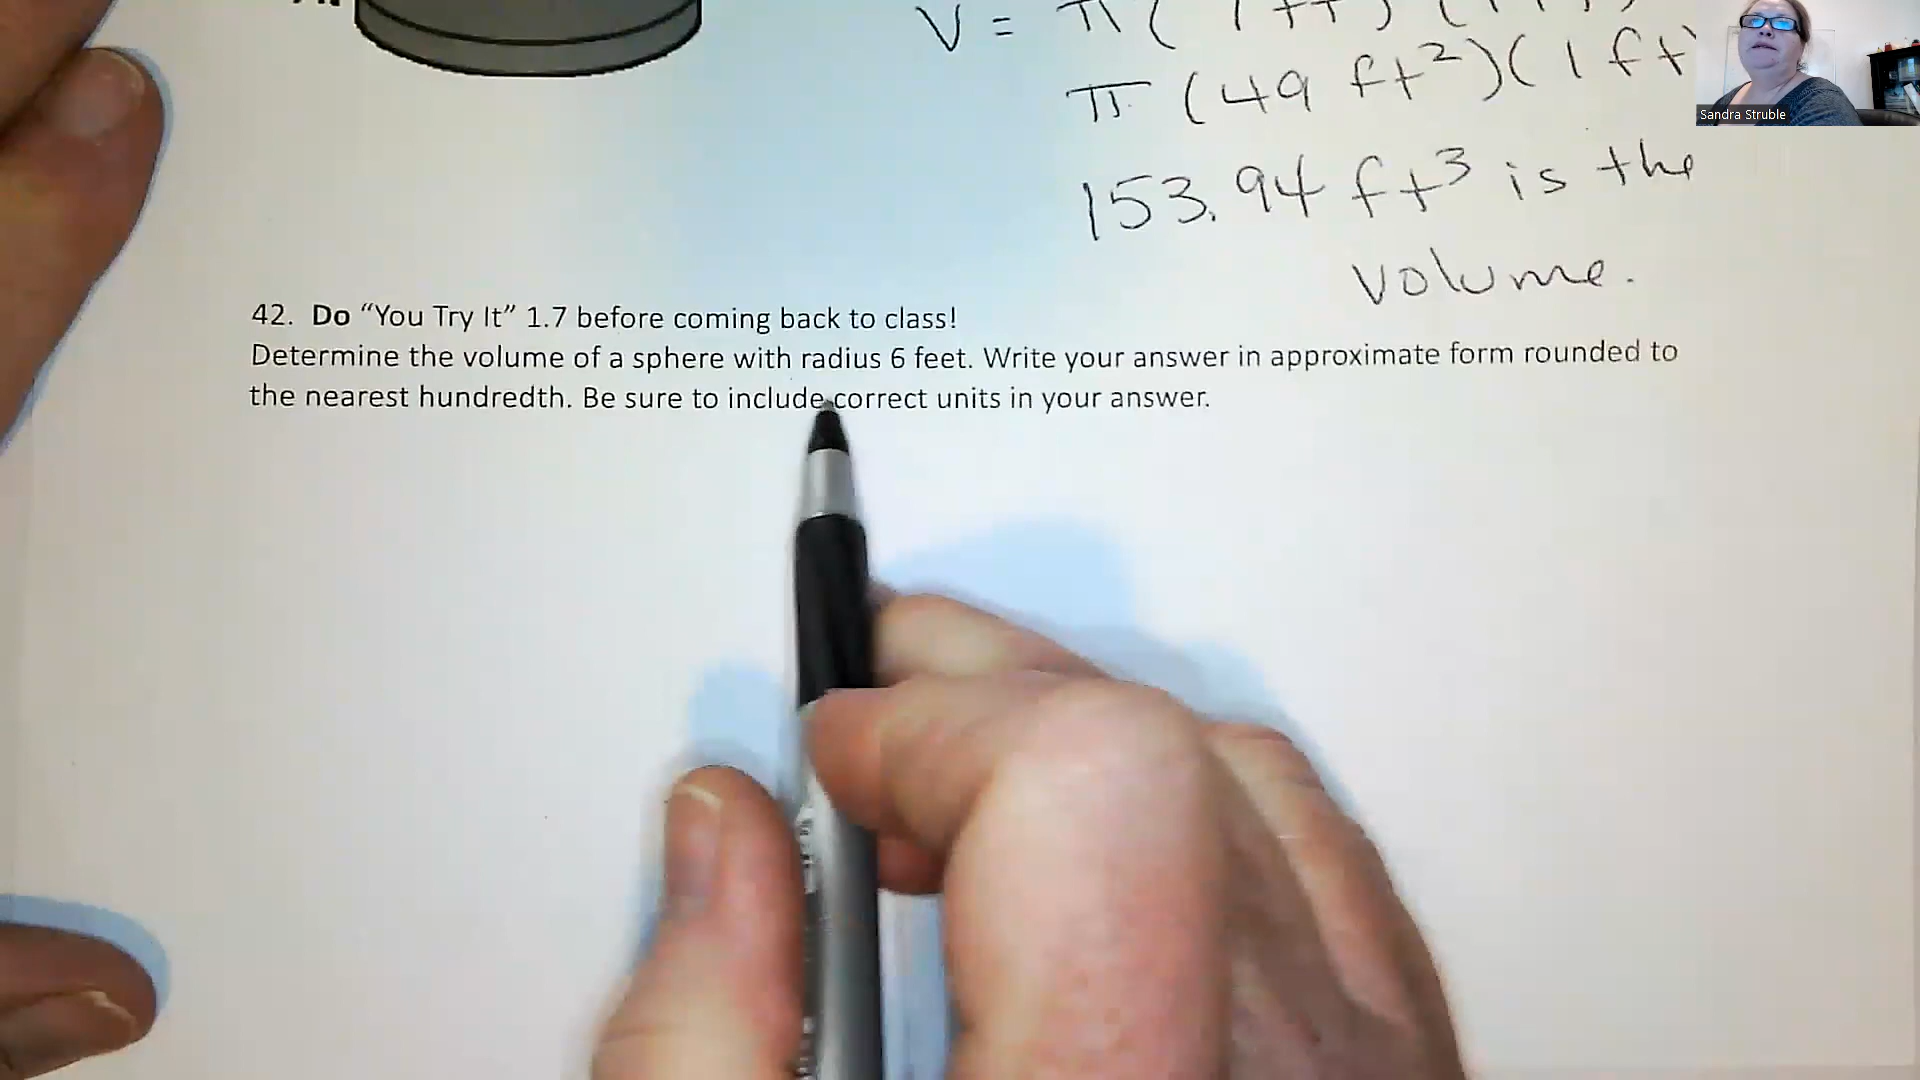 V = π ( 7 ft ) (
π (49 ft²)( 1 ft
Sandra Struble
153.94 ft³ is the
volume.
42. Do “You Try It” 1.7 before coming back to class!
Determine the volume of a sphere with radius 6 feet. Write your answer in approximate form rounded to
the nearest hundredth. Be sure to include correct units in your answer.